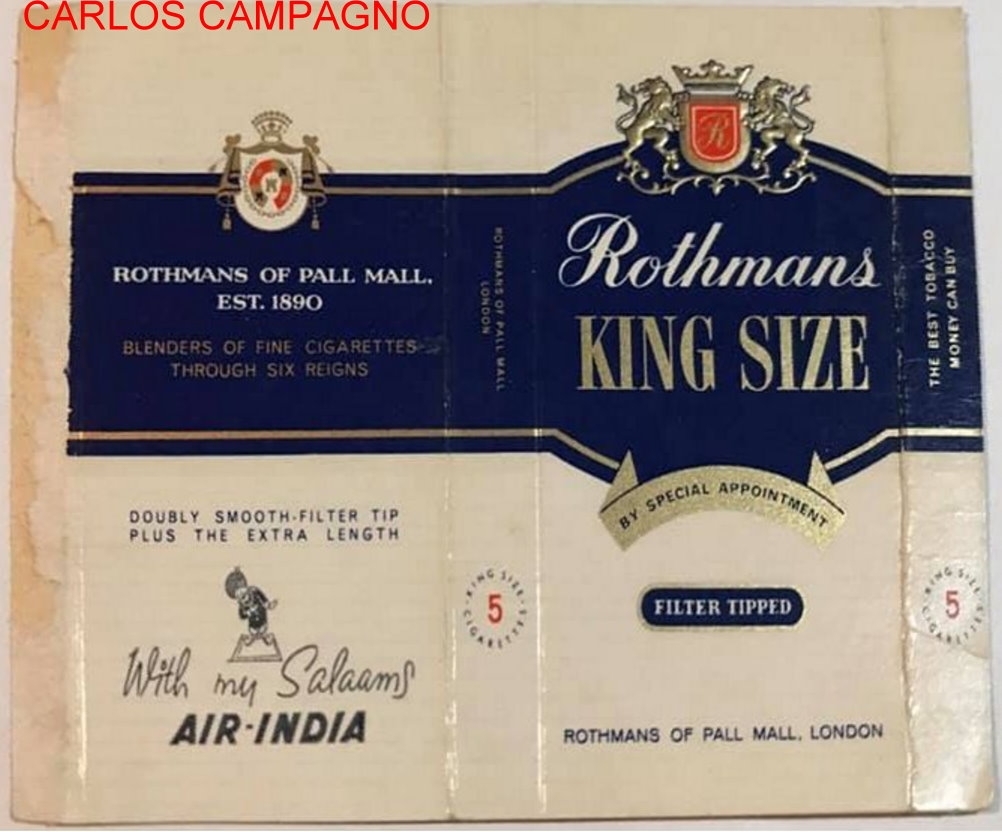 CARLOS CAMPAGNO
ROTHMANS OF PALL MALL.
EST. 1890
BLENDERS OF FINE CIGARETTES
THROUGH SIX REIGNS
DOUBLY SMOOTH-FILTER TIP
PLUS THE EXTRA LENGTH
With my Salaams
AIR-INDIA
ROTHMANS OF PALL MALL
LONDON
KING SIZE
5
CIGARETTES
R
Rothmans
KING SIZE
BY SPECIAL APPOINTMENT
FILTER TIPPED
ROTHMANS OF PALL MALL, LONDON
THE BEST TOBACCO
MONEY CAN BUY
KING SIZE
5
CIGARETTES